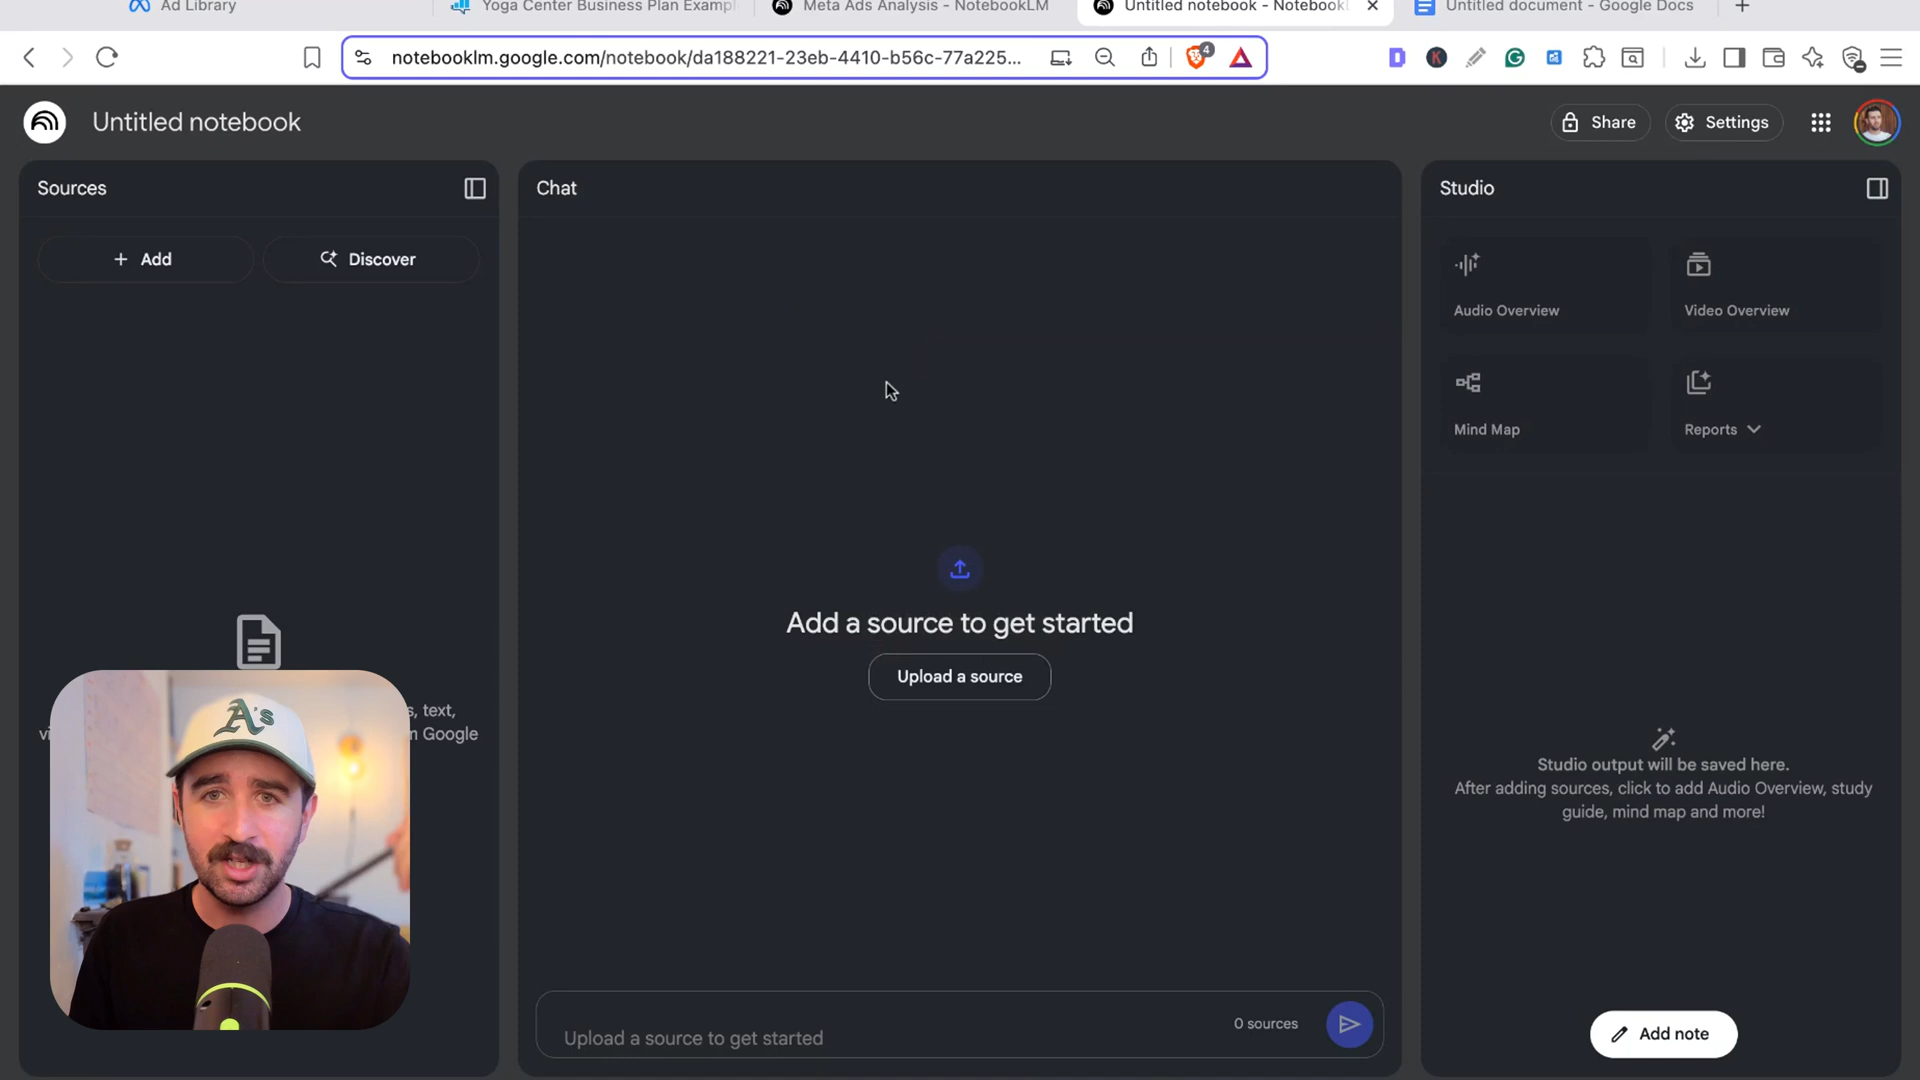 Ad Library
Yoga Center Business Plan Exampl
Meta Ads Analysis - NotebookLM
Untitled notebook - Notebook
Untitled document - Google Docs
notebooklm.google.com/notebook/da188221-23eb-4410-b56c-77a225...
4
Untitled notebook
Share
Settings
Sources
Chat
Studio
Add
Discover
Audio Overview
Video Overview
Mind Map
Reports
Add a source to get started
Upload a source
s, text,
n Google
A's
Studio output will be saved here.
After adding sources, click to add Audio Overview, study
guide, mind map and more!
Upload a source to get started
0 sources
Add note